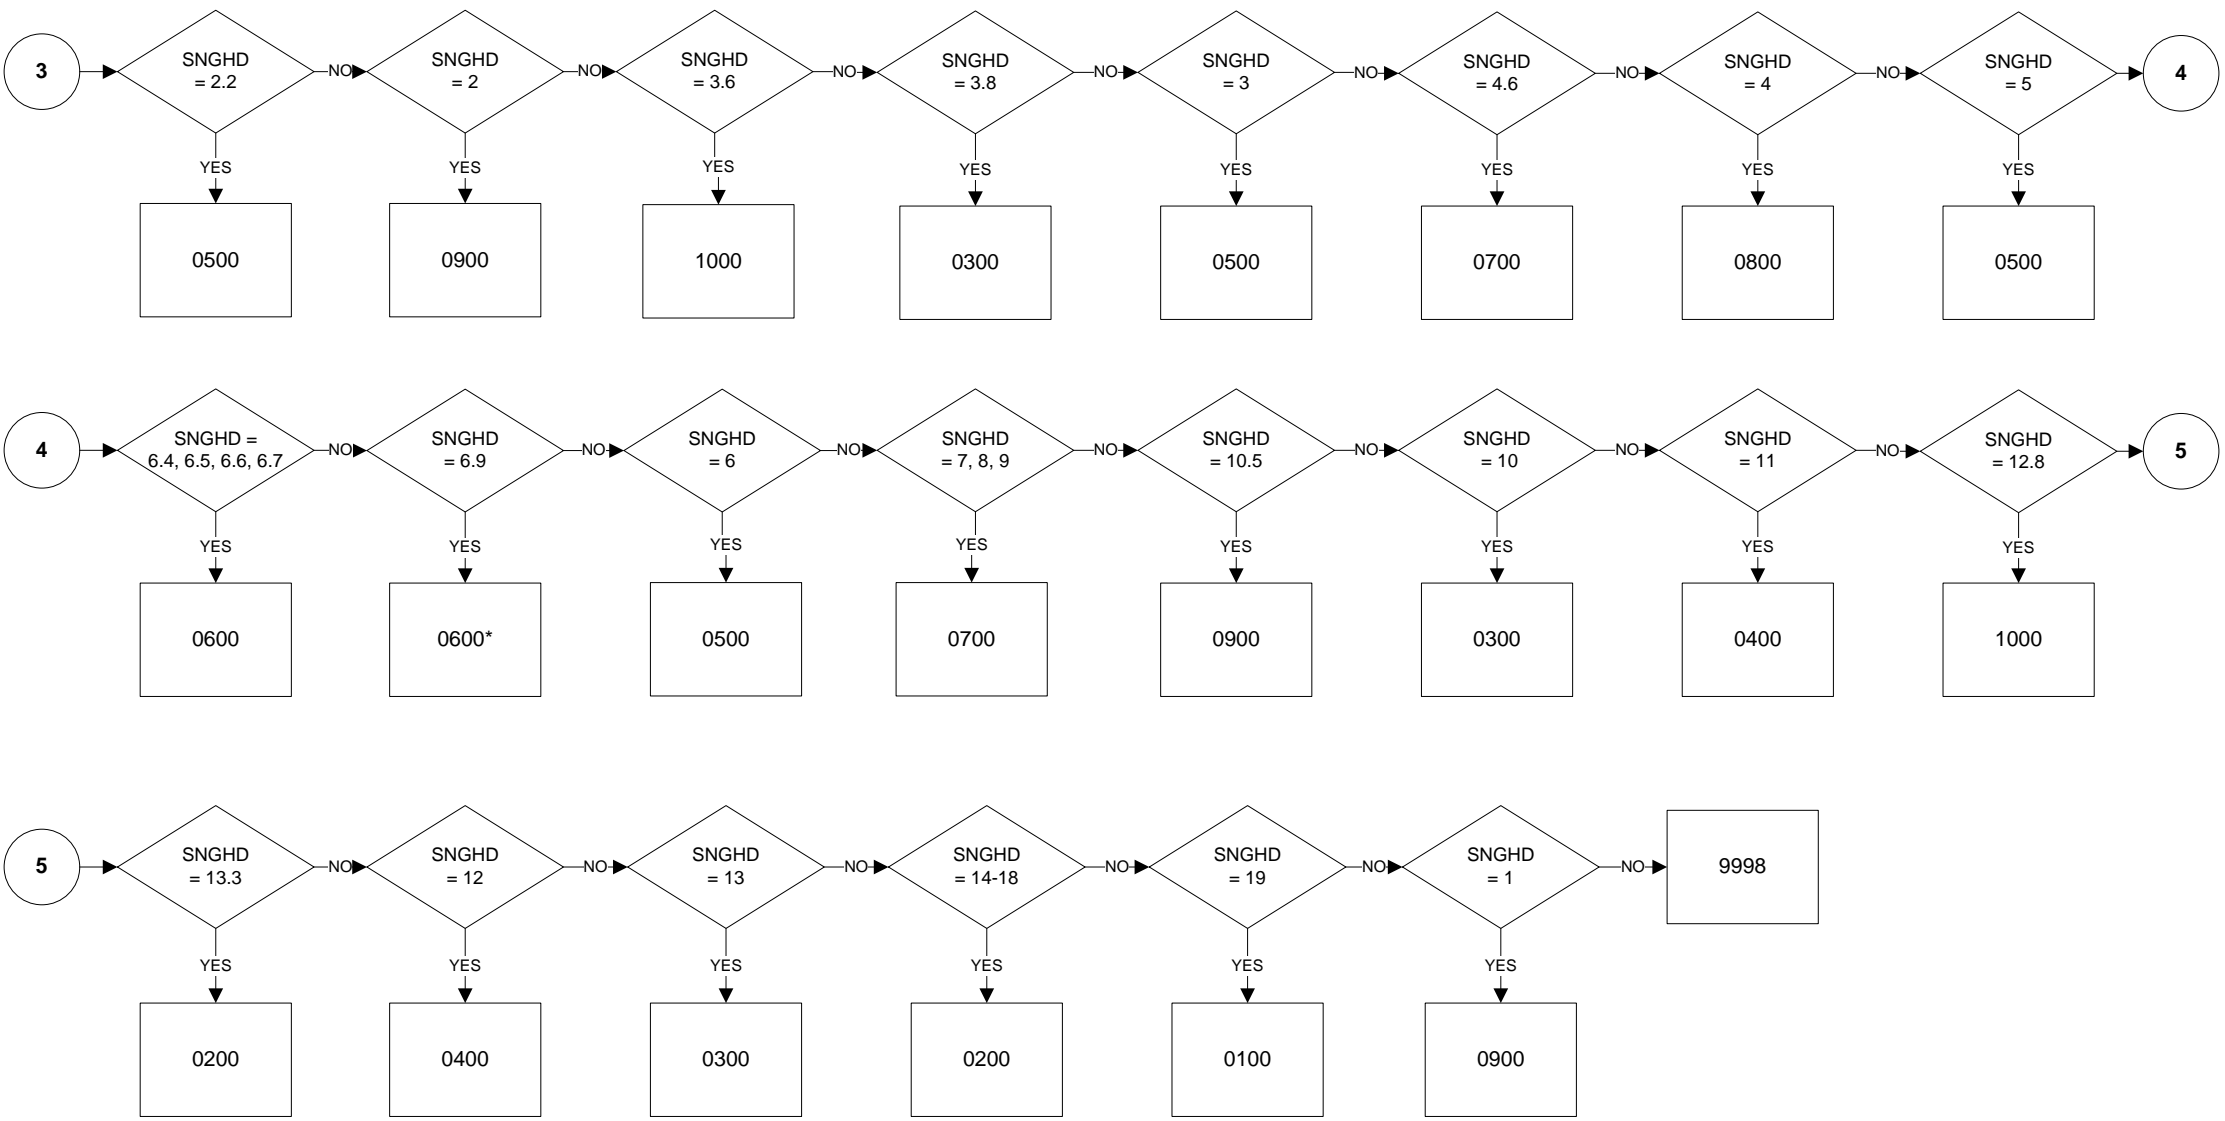 3
SNGHD
= 2.2
NO
SNGHD
= 2
NO
SNGHD
= 3.6
NO
SNGHD
= 3.8
NO
SNGHD
= 3
NO
SNGHD
= 4.6
NO
SNGHD
= 4
NO
SNGHD
= 5
4
YES
YES
YES
YES
YES
YES
YES
YES
0500
0900
1000
0300
0500
0700
0800
0500
4
SNGHD =
6.4, 6.5, 6.6, 6.7
NO
SNGHD
= 6.9
NO
SNGHD
= 6
NO
SNGHD
= 7, 8, 9
NO
SNGHD
= 10.5
NO
SNGHD
= 10
NO
SNGHD
= 11
NO
SNGHD
= 12.8
5
YES
YES
YES
YES
YES
YES
YES
YES
0600
0600*
0500
0700
0900
0300
0400
1000
5
SNGHD
= 13.3
NO
SNGHD
= 12
NO
SNGHD
= 13
NO
SNGHD
= 14-18
NO
SNGHD
= 19
NO
SNGHD
= 1
NO
9998
YES
YES
YES
YES
YES
YES
0200
0400
0300
0200
0100
0900